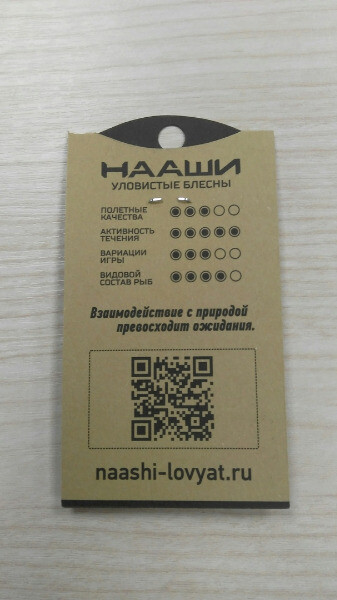 НААШИ
УЛОВИСТЫЕ БЛЕСНЫ
ПОЛЕТНЫЕ
КАЧЕСТВА
АКТИВНОСТЬ
ТЕЧЕНИЯ
ВАРИАЦИИ
ИГРЫ
ВИДОВОЙ
СОСТАВ РЫБ
Взаимодействие с природой
превосходит ожидания.
naashi-lovyat.ru